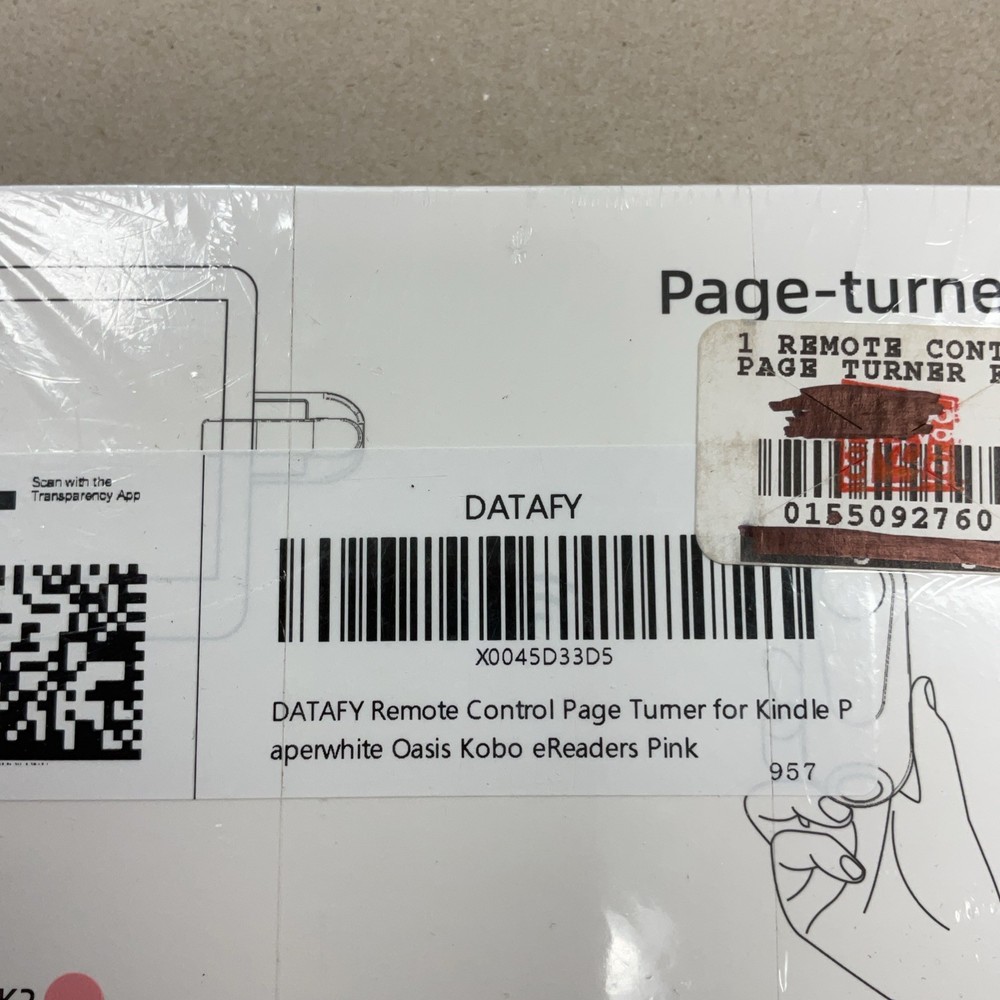 Page-turne
1 REMOTE CONT
PAGE TURNER
0155092760
Scan with the
Transparency App
DATAFY
X0045D33D5
DATAFY Remote Control Page Turner for Kindle P
aperwhite Oasis Kobo eReaders Pink
957